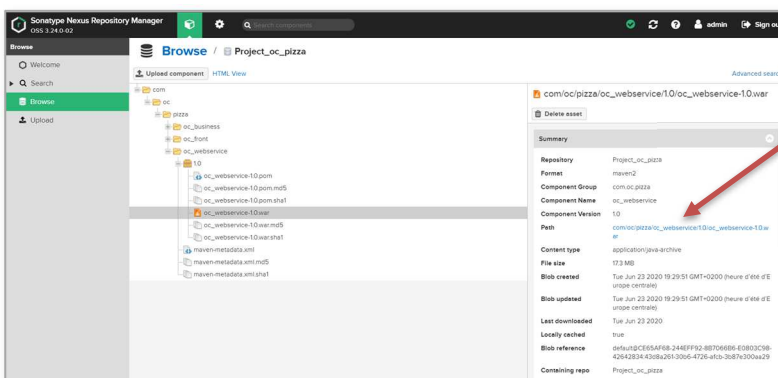 Sonatype Nexus Repository Manager
OSS 3.24.0-02
Search components
admin
Sign ou
Browse
Welcome
Search
Browse
Upload
Browse / Project_oc_pizza
Upload component
HTML View
Advanced searc
com
oc
pizza
oc_business
oc_front
oc_webservice
1.0
oc_webservice-1.0.pom
oc_webservice-1.0.pom.md5
oc_webservice-1.0.pom.sha1
oc_webservice-1.0.war
oc_webservice-1.0.war.md5
oc_webservice-1.0.war.sha1
maven-metadata.xml
maven-metadata.xml.md5
maven-metadata.xml.sha1
com/oc/pizza/oc_webservice/1.0/oc_webservice-1.0.war
Delete asset
Summary
Repository Project_oc_pizza
Format maven2
Component Group com.oc.pizza
Component Name oc_webservice
Component Version 1.0
Path com/oc/pizza/oc_webservice/1.0/oc_webservice-1.0.w
ar
Content type application/java-archive
File size 17.3 MB
Blob created Tue Jun 23 2020 19:29:51 GMT+0200 (heure d'été d'E
urope centrale)
Blob updated Tue Jun 23 2020 19:29:51 GMT+0200 (heure d'été d'E
urope centrale)
Last downloaded Tue Jun 23 2020
Locally cached true
Blob reference default@CE65AF68-244EFF92-8B7066B6-E0803C98-
42642834:43d8a261-30b6-4726-afcb-3b87e300aa29
Containing repo Project_oc_pizza